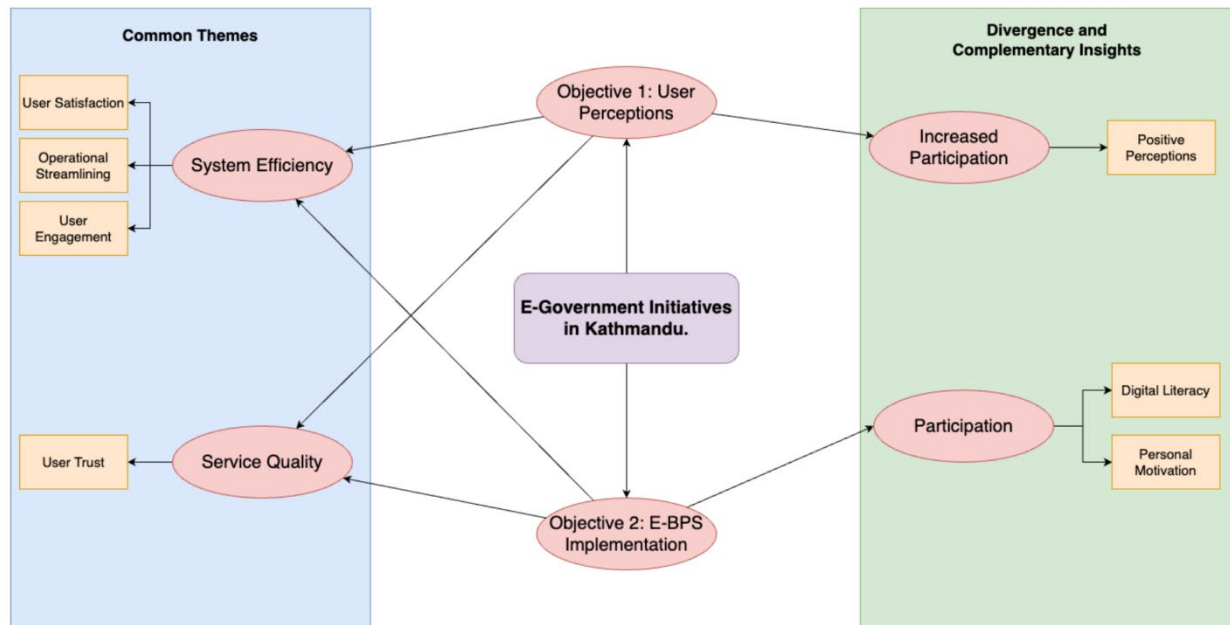 Common Themes
User Satisfaction
Operational
Streamlining
User
Engagement
System Efficiency
User Trust
Service Quality
Objective 1: User
Perceptions
E-Government Initiatives
in Kathmandu.
Objective 2: E-BPS
Implementation
Divergence and
Complementary Insights
Increased
Participation
Positive
Perceptions
Participation
Digital Literacy
Personal
Motivation